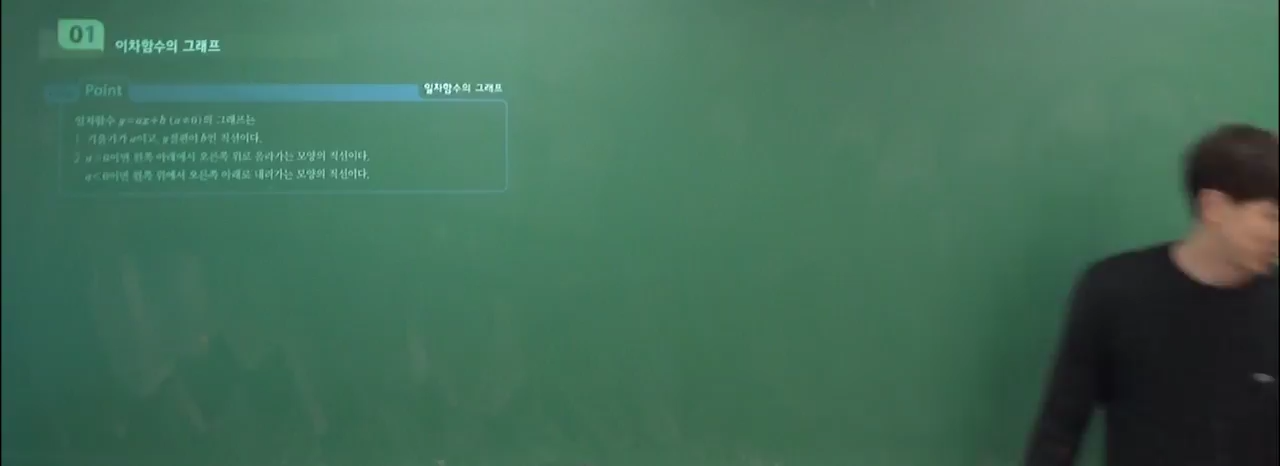 01
이차함수의 그래프
Point
일차함수의 그래프
일차함수 y=ax+b (a≠0)의 그래프는
1 기울기가 a이고, y절편이 b인 직선이다.
2 a>0이면 왼쪽 아래에서 오른쪽 위로 올라가는 모양의 직선이다.
a<0이면 왼쪽 위에서 오른쪽 아래로 내려가는 모양의 직선이다.